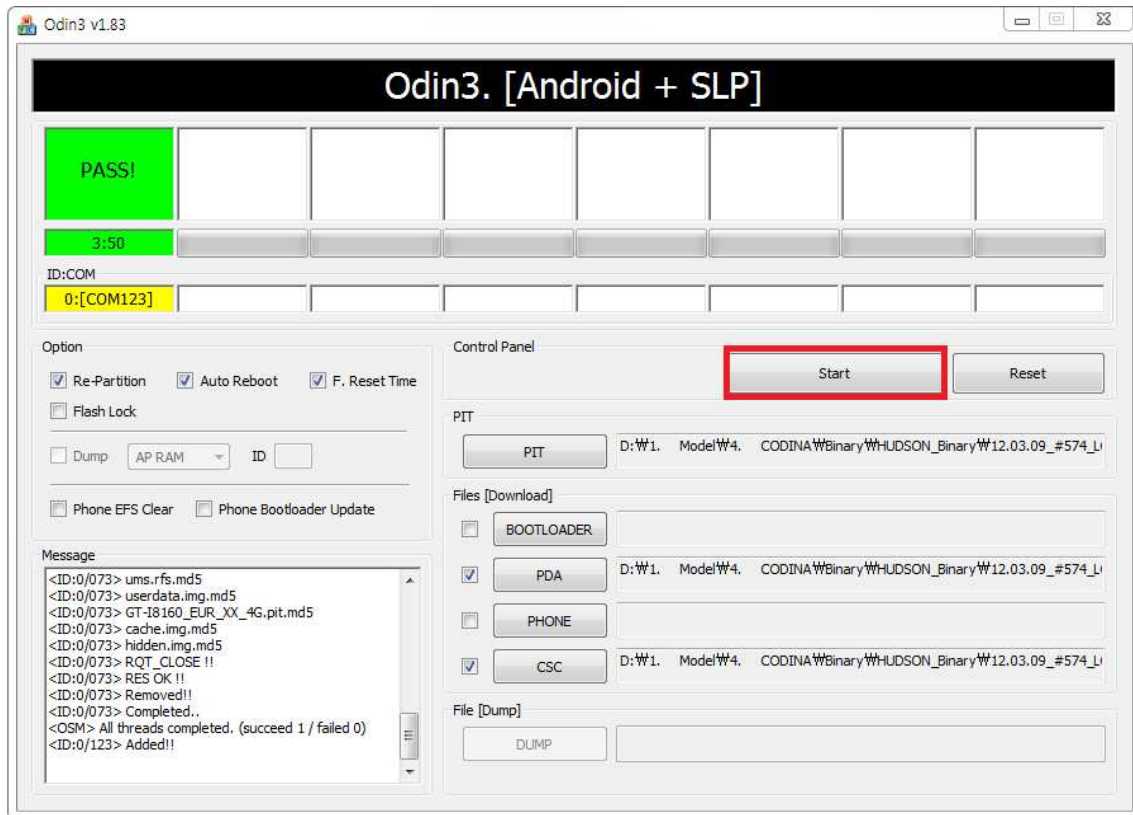 Odin3 v1.83
Odin3. [Android + SLP]
PASS!
3:50
ID:COM
0:[COM123]
Option
Re-Partition Auto Reboot F. Reset Time
Flash Lock
Dump AP RAM ID
Phone EFS Clear Phone Bootloader Update
Message
<ID:0/073> ums.rfs.md5
<ID:0/073> userdata.img.md5
<ID:0/073> GT-I8160_EUR_XX_4G.pit.md5
<ID:0/073> cache.img.md5
<ID:0/073> hidden.img.md5
<ID:0/073> RQT_CLOSE !!
<ID:0/073> RES OK !!
<ID:0/073> Removed!!
<ID:0/073> Completed..
<OSM> All threads completed. (succeed 1 / failed 0)
<ID:0/123> Added!!
Control Panel
Start Reset
PIT
PIT D:₩1. Model₩4. CODINA₩Binary₩HUDSON_Binary₩12.03.09_#574_L
Files [Download]
BOOTLOADER
PDA D:₩1. Model₩4. CODINA₩Binary₩HUDSON_Binary₩12.03.09_#574_L
PHONE
CSC D:₩1. Model₩4. CODINA₩Binary₩HUDSON_Binary₩12.03.09_#574_L
File [Dump]
DUMP